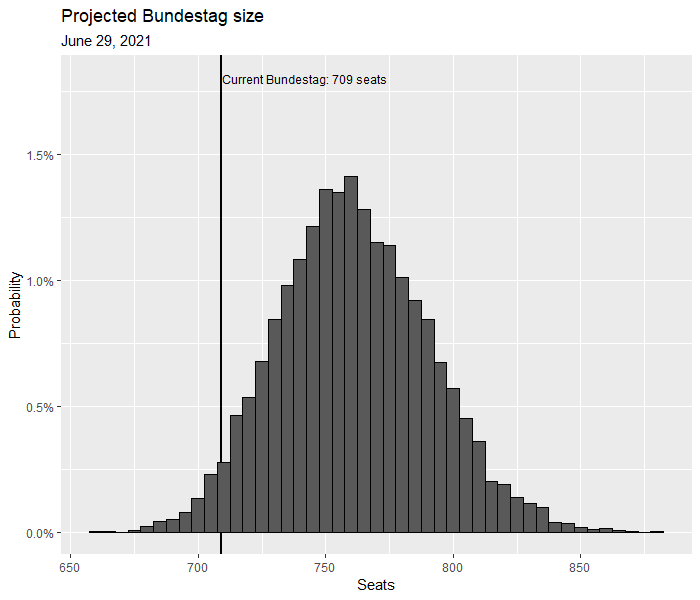 Projected Bundestag size
June 29, 2021
Current Bundestag: 709 seats
1.5%
1.0%
0.5%
0.0%
Probability
650 700 750 800 850
Seats